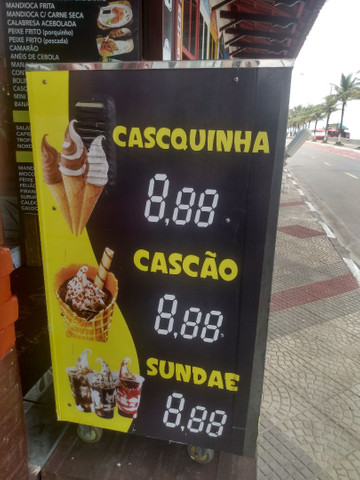 MANDIOCA FRITA
MANDIOCA C/ CARNE SECA
CALABRESA ACEBOLADA
PEIXE FRITO (porquinho)
PEIXE FRITO (pescada)
CAMARÃO
ANÉIS DE CEBOLA
CASCQUINHA
8,88
CASCÃO
8,88
SUNDAE
8,88